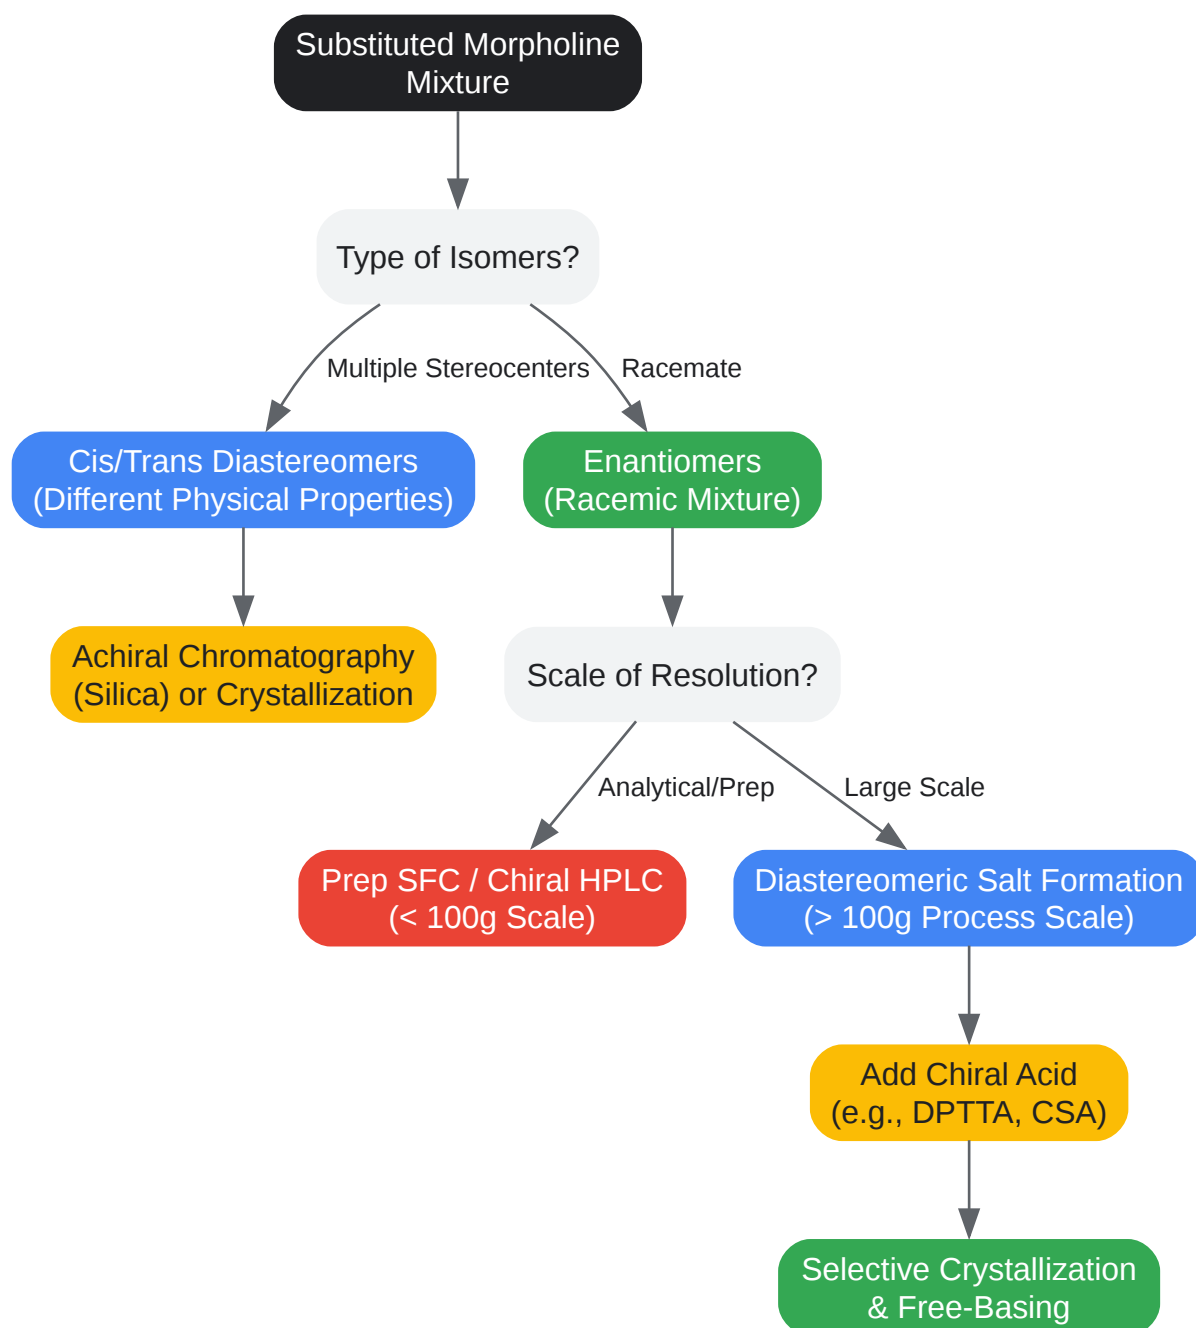 Substituted Morpholine
Mixture
Type of Isomers?
Multiple Stereocenters
Racemate
Cis/Trans Diastereomers
(Different Physical Properties)
Enantiomers
(Racemic Mixture)
Achiral Chromatography
(Silica) or Crystallization
Scale of Resolution?
Analytical/Prep
Large Scale
Prep SFC / Chiral HPLC
(< 100g Scale)
Diastereomeric Salt Formation
(> 100g Process Scale)
Add Chiral Acid
(e.g., DPTTA, CSA)
Selective Crystallization
& Free-Basing